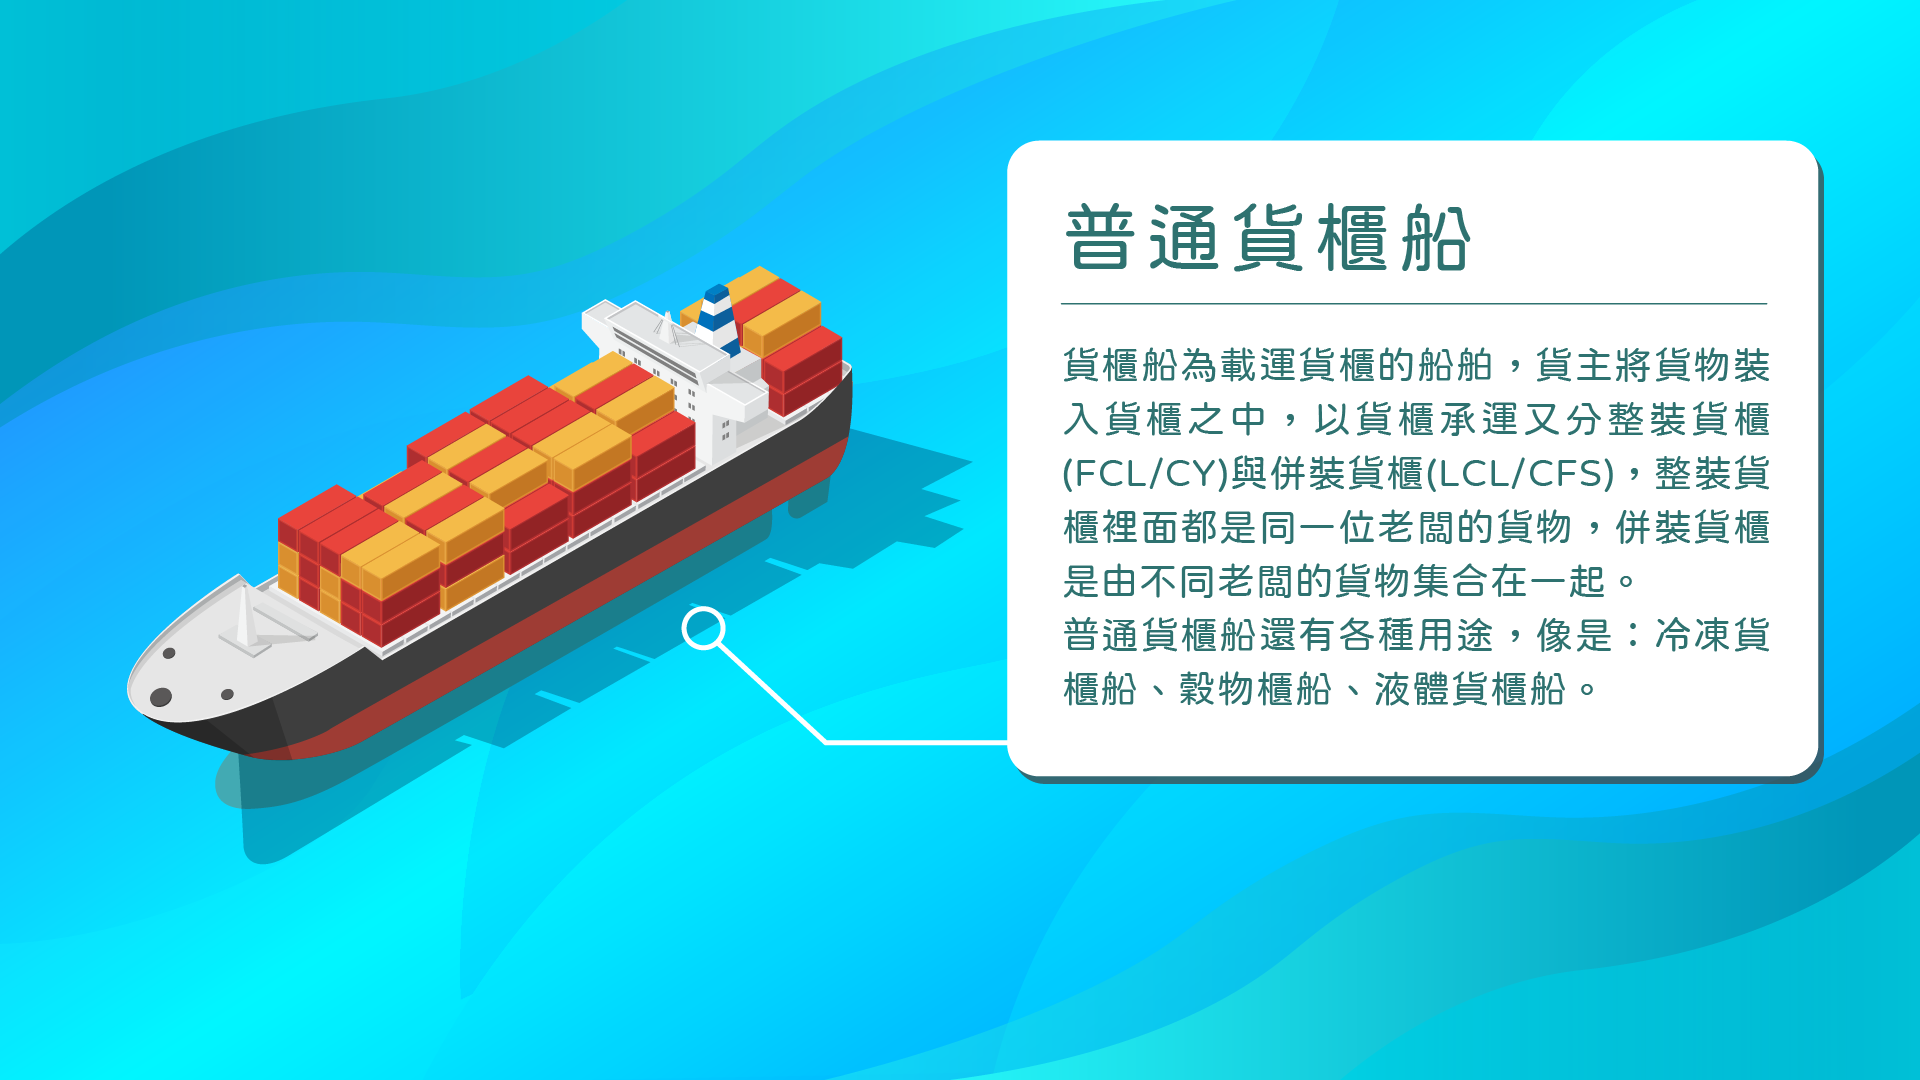 普通貨櫃船
貨櫃船為載運貨櫃的船舶，貨主將貨物裝
入貨櫃之中，以貨櫃承運又分整裝貨櫃
(FCL/CY)與併裝貨櫃(LCL/CFS)，整裝貨
櫃裡面都是同一位老闆的貨物，併裝貨櫃
是由不同老闆的貨物集合在一起。
普通貨櫃船還有各種用途，像是：冷凍貨
櫃船、穀物櫃船、液體貨櫃船。